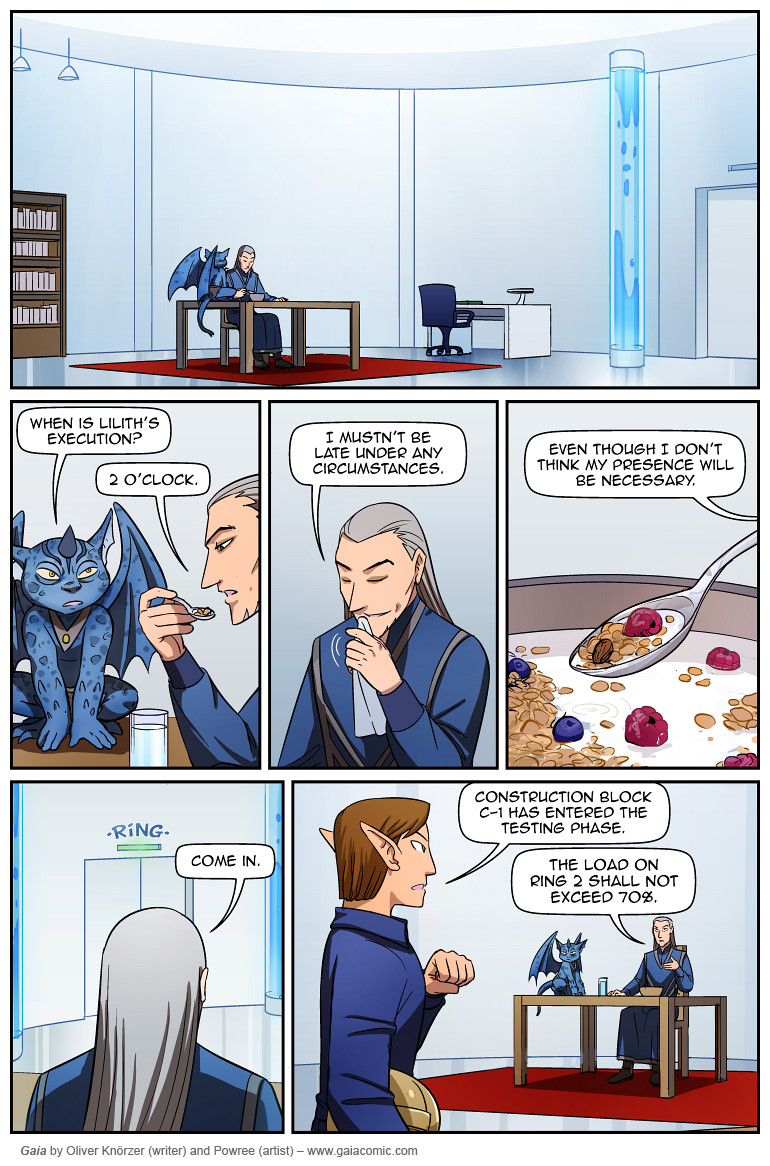 WHEN IS LILITH'S
EXECUTION?
2 O'CLOCK.
I MUSTN'T BE
LATE UNDER ANY
CIRCUMSTANCES.
EVEN THOUGH I DON'T
THINK MY PRESENCE WILL
BE NECESSARY.
•RING•
COME IN.
CONSTRUCTION BLOCK
C-1 HAS ENTERED THE
TESTING PHASE.
THE LOAD ON
RING 2 SHALL NOT
EXCEED 70%.
Gaia by Oliver Knörzer (writer) and Powree (artist) – www.gaiacomic.com